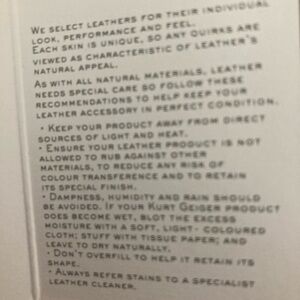 WE SELECT LEATHERS FOR THEIR INDIVIDUAL
LOOK, PERFORMANCE AND FEEL.
EACH SKIN IS UNIQUE, SO ANY QUIRKS ARE
VIEWED AS CHARACTERISTIC OF LEATHER'S
NATURAL APPEAL.
AS WITH ALL NATURAL MATERIALS, LEATHER
NEEDS SPECIAL CARE SO FOLLOW THESE
RECOMMENDATIONS TO HELP KEEP YOUR
LEATHER ACCESSORY IN PERFECT CONDITION.
• KEEP YOUR PRODUCT AWAY FROM DIRECT
SOURCES OF LIGHT AND HEAT.
• ENSURE YOUR LEATHER PRODUCT IS NOT
ALLOWED TO RUB AGAINST OTHER
MATERIALS, TO REDUCE ANY RISK OF
COLOUR TRANSFERENCE AND TO RETAIN
ITS SPECIAL FINISH.
• DAMPNESS, HUMIDITY AND RAIN SHOULD
BE AVOIDED. IF YOUR KURT GEIGER PRODUCT
DOES BECOME WET, BLOT THE EXCESS
MOISTURE WITH A SOFT, LIGHT- COLOURED
CLOTH; STUFF WITH TISSUE PAPER; AND
LEAVE TO DRY NATURALLY.
• DON'T OVERFILL TO HELP IT RETAIN ITS
SHAPE.
• ALWAYS REFER STAINS TO A SPECIALIST
LEATHER CLEANER.